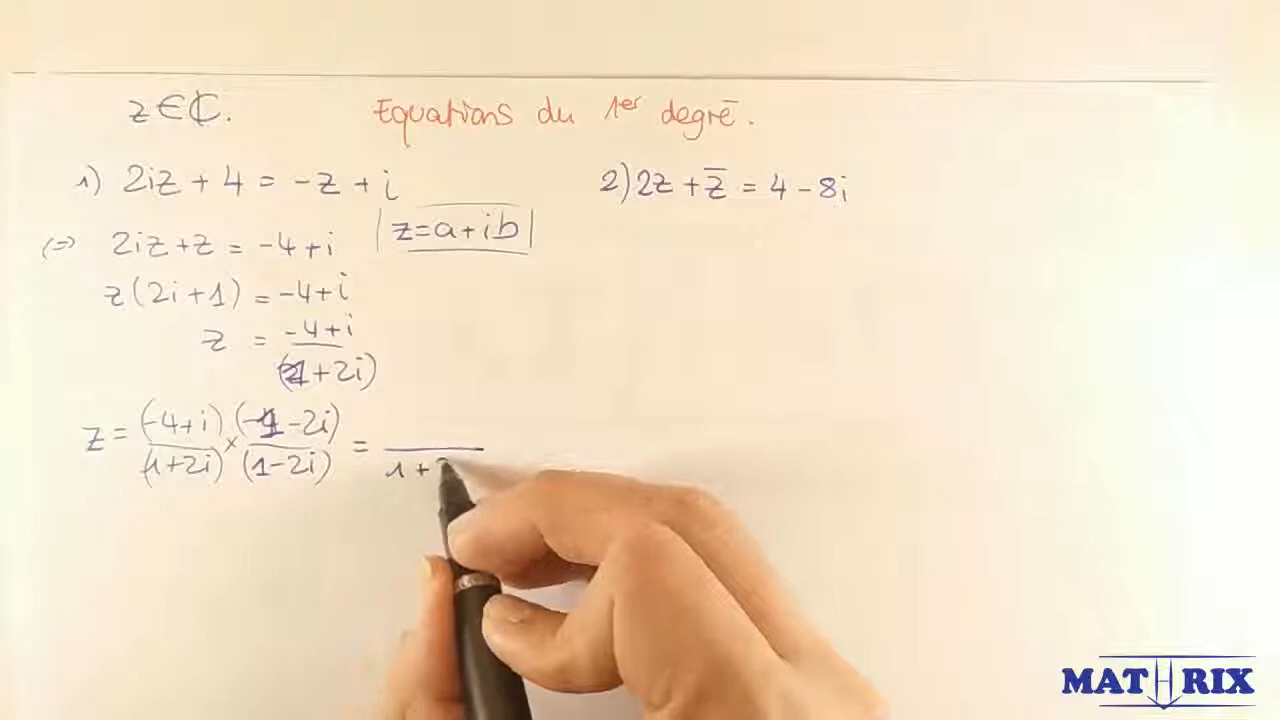 z ∈ ℂ. Equations du 1er degré.
1) 2iz + 4 = -z + i
2) 2z + z̅ = 4 - 8i
z = a + ib
(=) 2iz + z = -4 + i
z(2i + 1) = -4 + i
z = (-4 + i) / (1 + 2i)
z = (-4 + i) / (1 + 2i) × (1 - 2i) / (1 - 2i) = / 1 +
MATHRIX